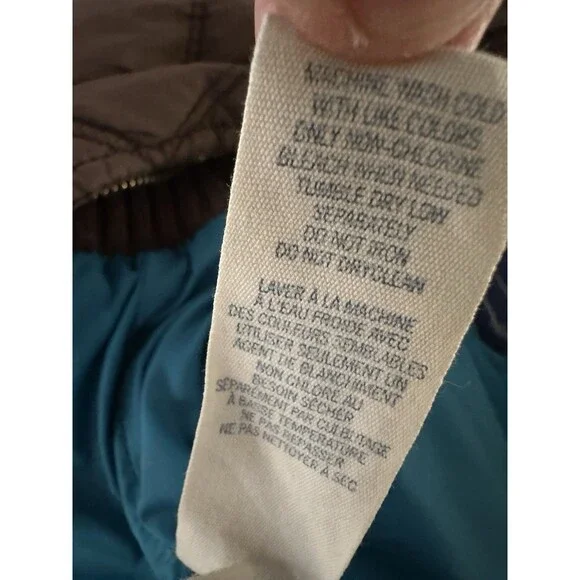 MACHINE WASH COLD
WITH LIKE COLORS
ONLY NON-CHLORINE
BLEACH WHEN NEEDED
TUMBLE DRY LOW
SEPARATELY
DO NOT IRON
DO NOT DRY CLEAN
LAVER À LA MACHINE
À L'EAU FROIDE AVEC
DES COULEURS SEMBLABLES
UTILISER SEULEMENT UN
AGENT DE BLANCHIMENT
NON CHLORÉ AU
BESOIN SÉCHER
SÉPARÉMENT PAR CULBUTAGE
À BASSE TEMPÉRATURE
NE PAS REPASSER
NE PAS NETTOYER À SEC